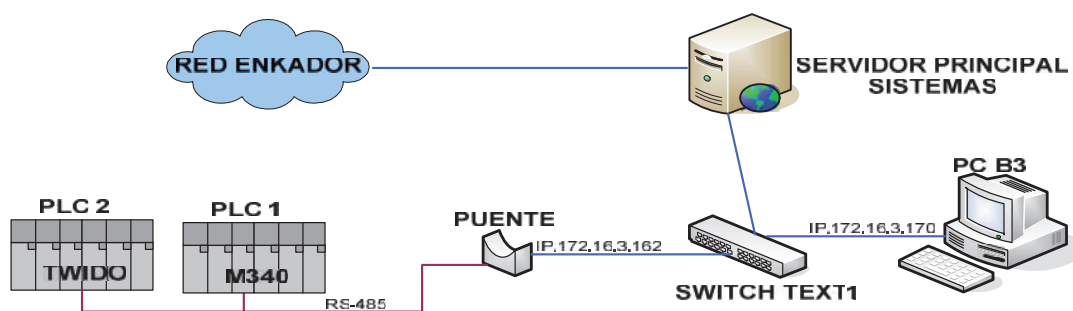 RED ENKADOR
SERVIDOR PRINCIPAL
SISTEMAS
PC B3
PLC 2
PLC 1
PUENTE
IP.172.16.3.162
IP.172.16.3.170
TWIDO
M340
RS-485
SWITCH TEXT1